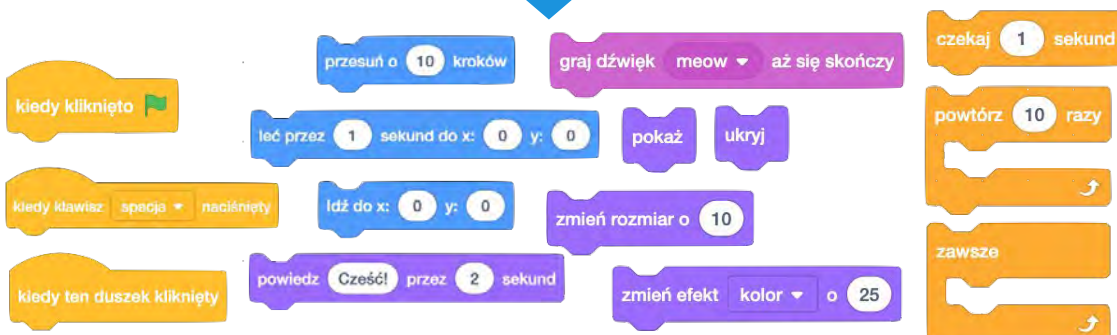 kiedy kliknięto
kiedy klawisz spacja naciśnięty
kiedy ten duszek kliknięty
przesuń o 10 kroków
leć przez 1 sekund do x: 0 y: 0
Idź do x: 0 y: 0
powiedz Cześć! przez 2 sekund
graj dźwięk meow aż się skończy
pokaż
ukryj
zmień rozmiar o 10
zmień efekt kolor o 25
czekaj 1 sekund
powtórz 10 razy
zawsze